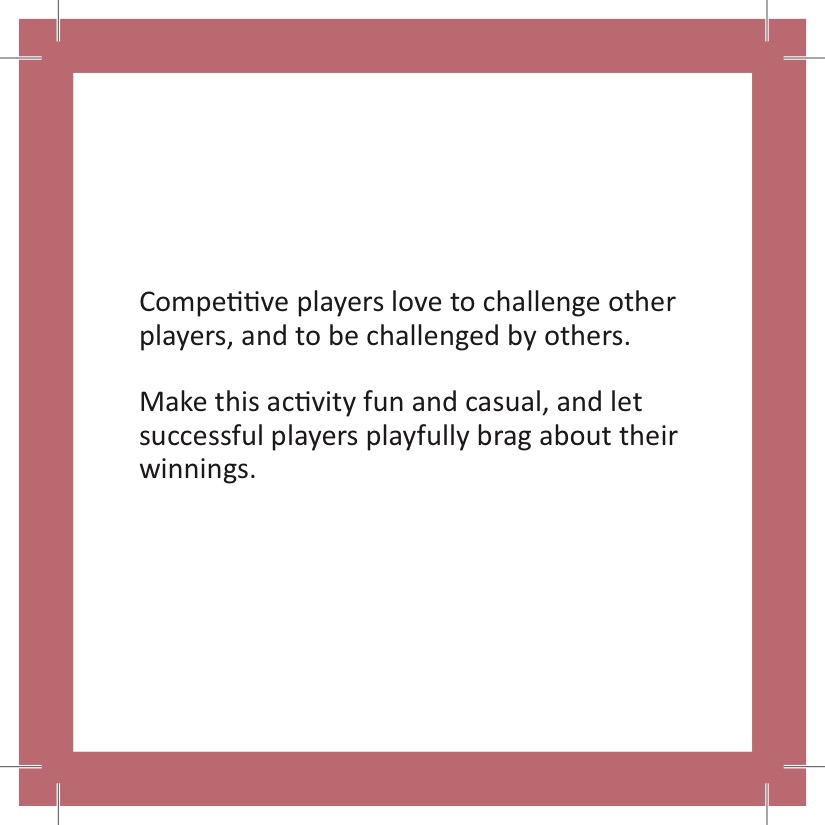 Competitive players love to challenge other
players, and to be challenged by others.
Make this activity fun and casual, and let
successful players playfully brag about their
winnings.